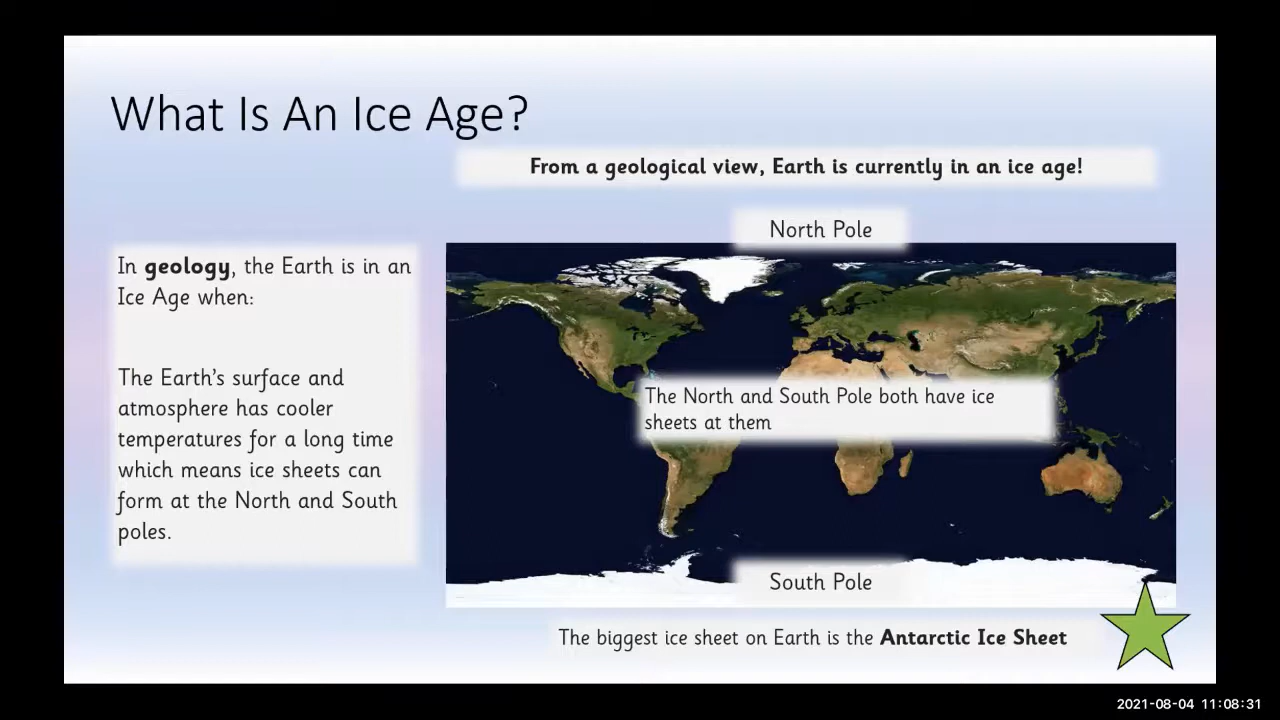 What Is An Ice Age?
From a geological view, Earth is currently in an ice age!
North Pole
In geology, the Earth is in an
Ice Age when:
The Earth's surface and
atmosphere has cooler
temperatures for a long time
which means ice sheets can
form at the North and South
poles.
The North and South Pole both have ice
sheets at them
South Pole
The biggest ice sheet on Earth is the Antarctic Ice Sheet
2021-08-04 11:08:31